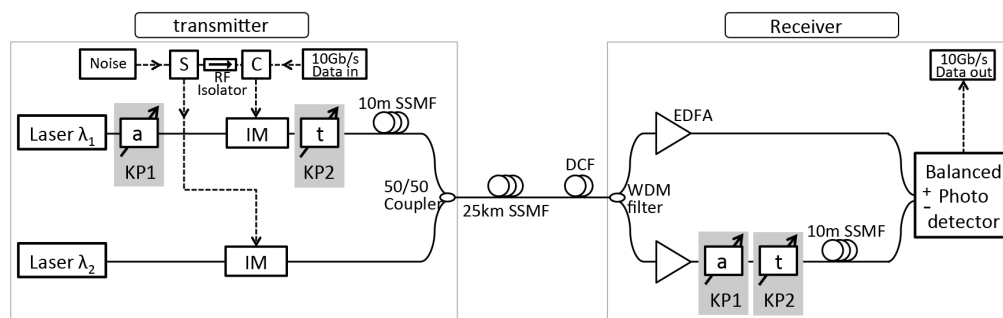 transmitter
Receiver
Noise
S
RF
Isolator
C
10Gb/s
Data in
Laser λ1
a
KP1
IM
t
KP2
10m SSMF
50/50
Coupler
Laser λ2
IM
25km SSMF
DCF
WDM
filter
EDFA
a
KP1
t
KP2
10m SSMF
10Gb/s
Data out
Balanced
+ Photo
− detector